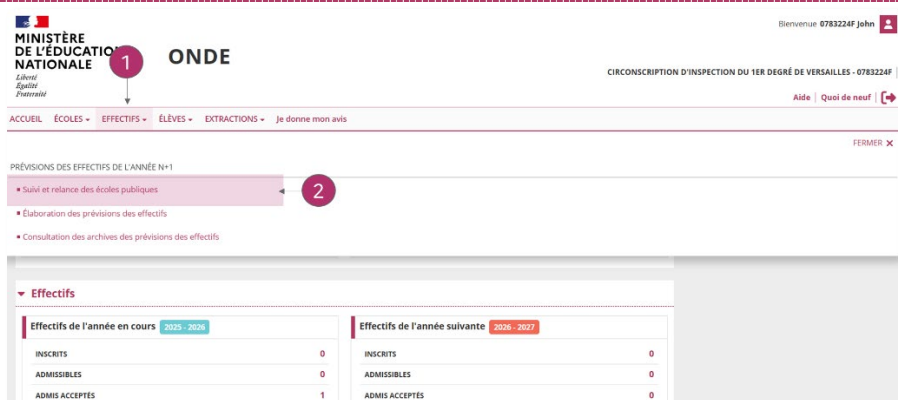 Bienvenue 0783224F John
MINISTÈRE
DE L'ÉDUCATION
NATIONALE
Liberté
Égalité
Fraternité
1
ONDE
CIRCONSCRIPTION D'INSPECTION DU 1ER DEGRÉ DE VERSAILLES - 0783224F
Aide | Quoi de neuf |
ACCUEIL ÉCOLES EFFECTIFS ÉLÈVES EXTRACTIONS Je donne mon avis
FERMER X
PRÉVISIONS DES EFFECTIFS DE L'ANNÉE N+1
Suivi et relance des écoles publiques
2
Élaboration des prévisions des effectifs
Consultation des archives des prévisions des effectifs
Effectifs
Effectifs de l'année en cours 2025 - 2026
INSCRITS 0
ADMISSIBLES 0
ADMIS ACCEPTÉS 1
Effectifs de l'année suivante 2026 - 2027
INSCRITS 0
ADMISSIBLES 0
ADMIS ACCEPTÉS 0